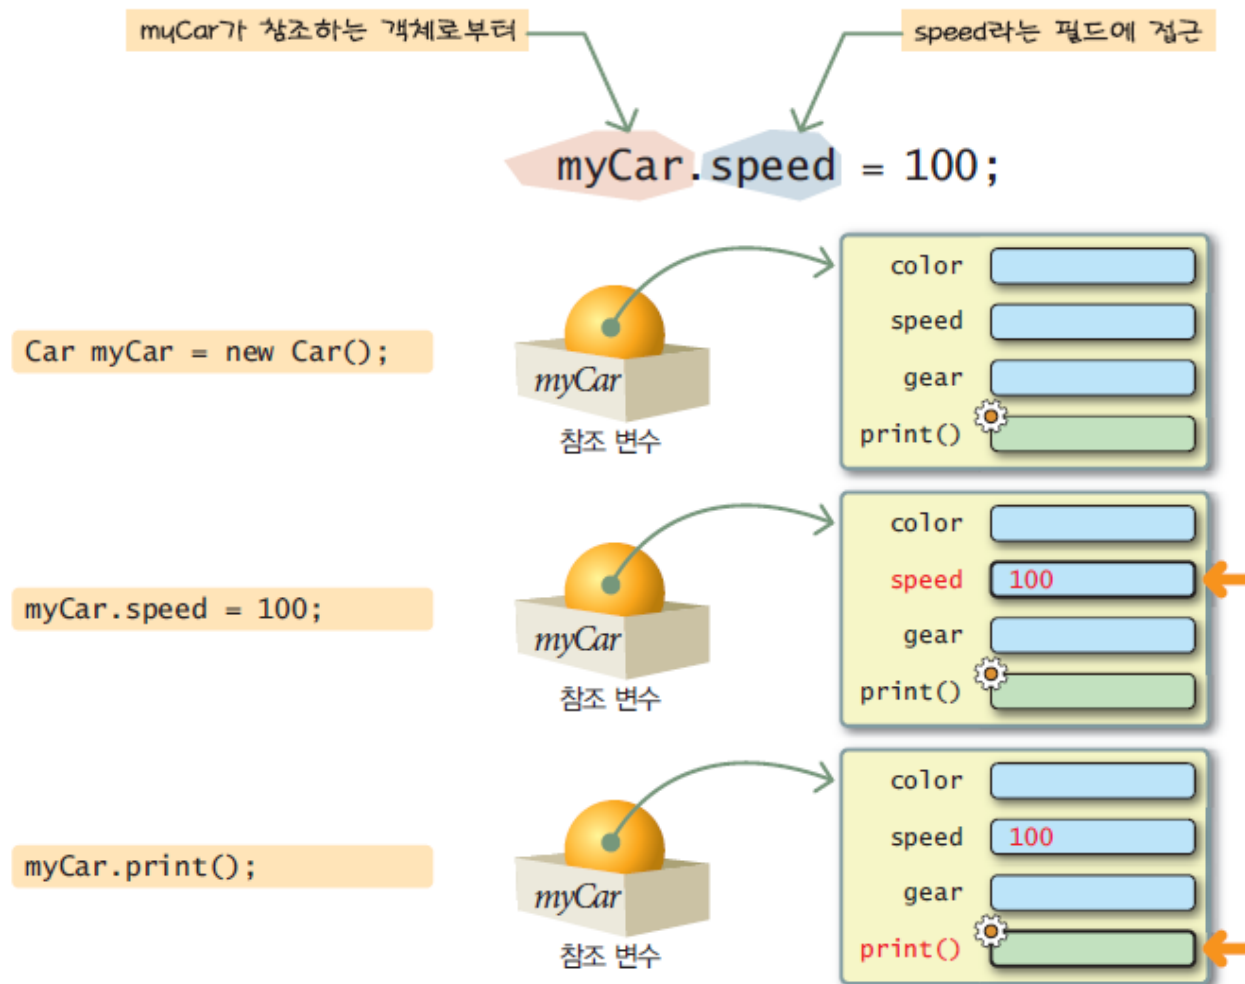 myCar가 참조하는 객체로부터
speed라는 필드에 접근
myCar.speed = 100;
Car myCar = new Car();
myCar
참조 변수
color
speed
gear
print()
myCar.speed = 100;
myCar
참조 변수
color
speed 100
gear
print()
myCar.print();
myCar
참조 변수
color
speed 100
gear
print()